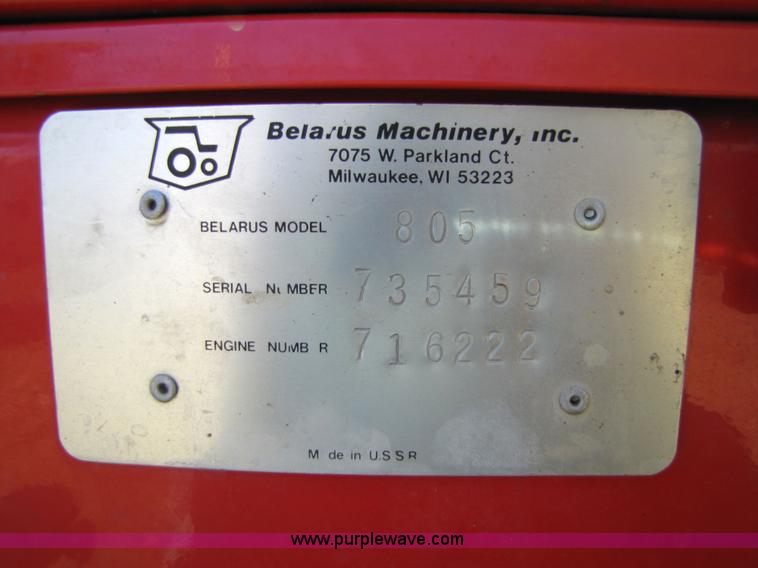 Belarus Machinery, Inc.
7075 W. Parkland Ct.
Milwaukee, WI 53223
BELARUS MODEL 805
SERIAL NUMBER 735459
ENGINE NUMB R 716222
M de in U.S S R
www.purplewave.com